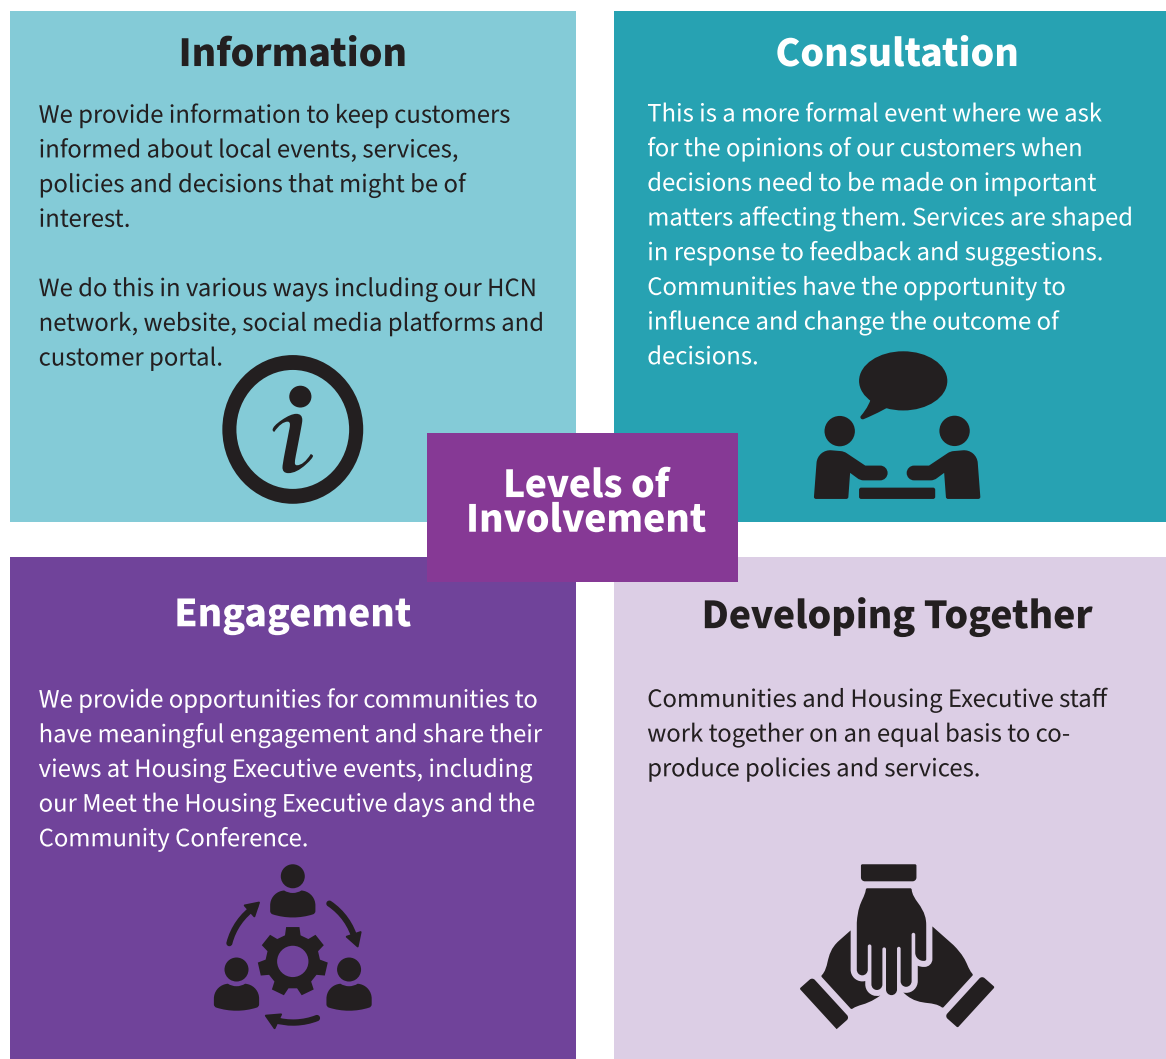 Information
We provide information to keep customers
informed about local events, services,
policies and decisions that might be of
interest.
We do this in various ways including our HCN
network, website, social media platforms and
customer portal.
Consultation
This is a more formal event where we ask
for the opinions of our customers when
decisions need to be made on important
matters affecting them. Services are shaped
in response to feedback and suggestions.
Communities have the opportunity to
influence and change the outcome of
decisions.
Levels of
Involvement
Engagement
We provide opportunities for communities to
have meaningful engagement and share their
views at Housing Executive events, including
our Meet the Housing Executive days and the
Community Conference.
Developing Together
Communities and Housing Executive staff
work together on an equal basis to co-
produce policies and services.